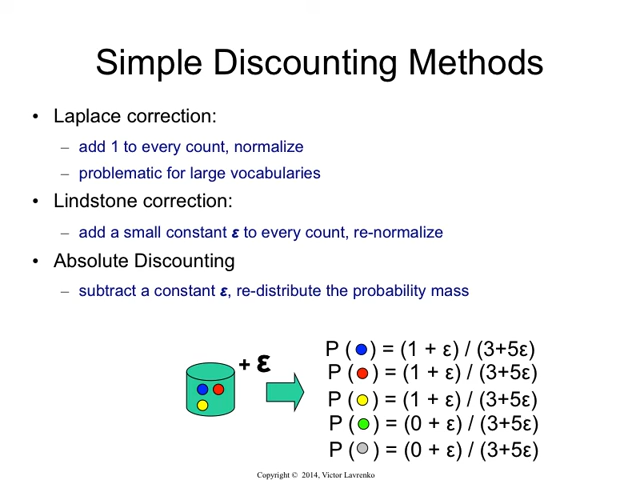 Simple Discounting Methods
• Laplace correction:
– add 1 to every count, normalize
– problematic for large vocabularies
• Lindstone correction:
– add a small constant ε to every count, re-normalize
• Absolute Discounting
– subtract a constant ε, re-distribute the probability mass
+ ε
P ( ) = (1 + ε) / (3+5ε)
P ( ) = (1 + ε) / (3+5ε)
P ( ) = (1 + ε) / (3+5ε)
P ( ) = (0 + ε) / (3+5ε)
P ( ) = (0 + ε) / (3+5ε)
Copyright © 2014, Victor Lavrenko